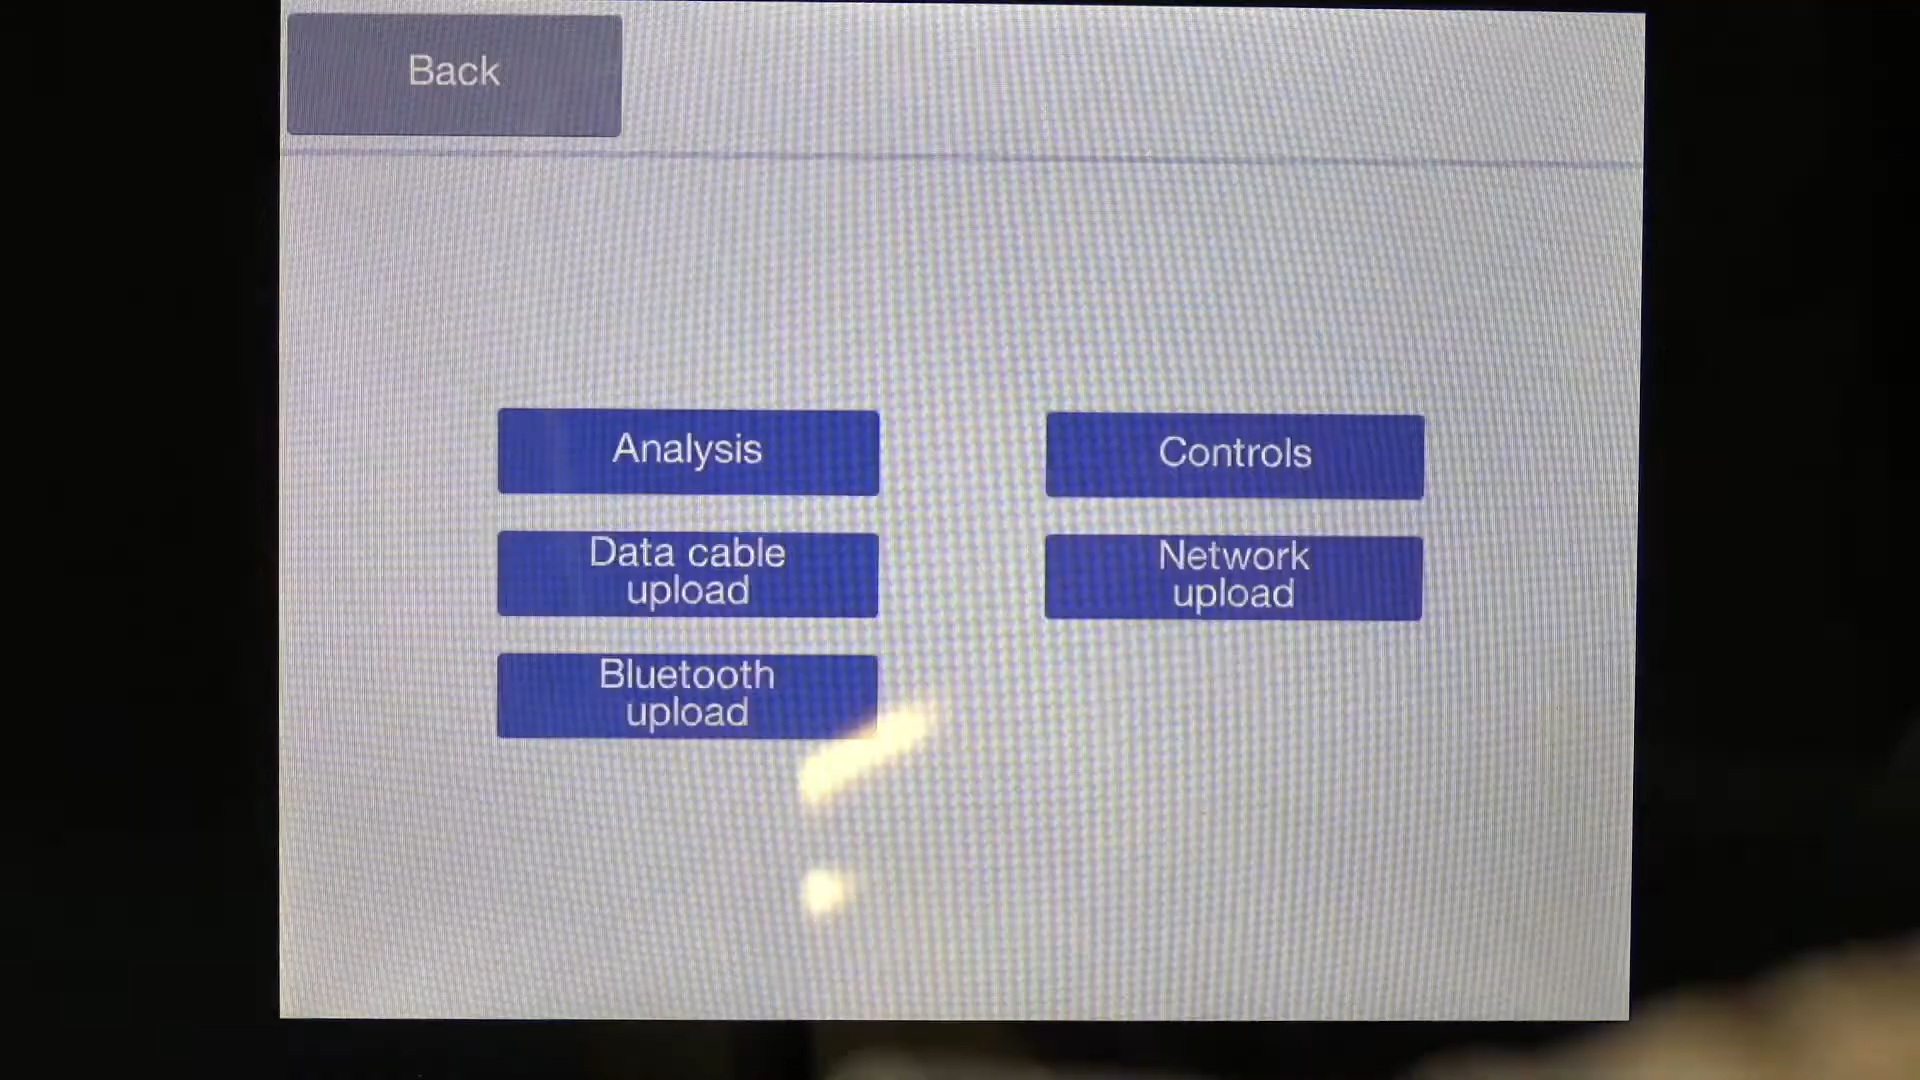 Back
Analysis
Controls
Data cable
upload
Network
upload
Bluetooth
upload